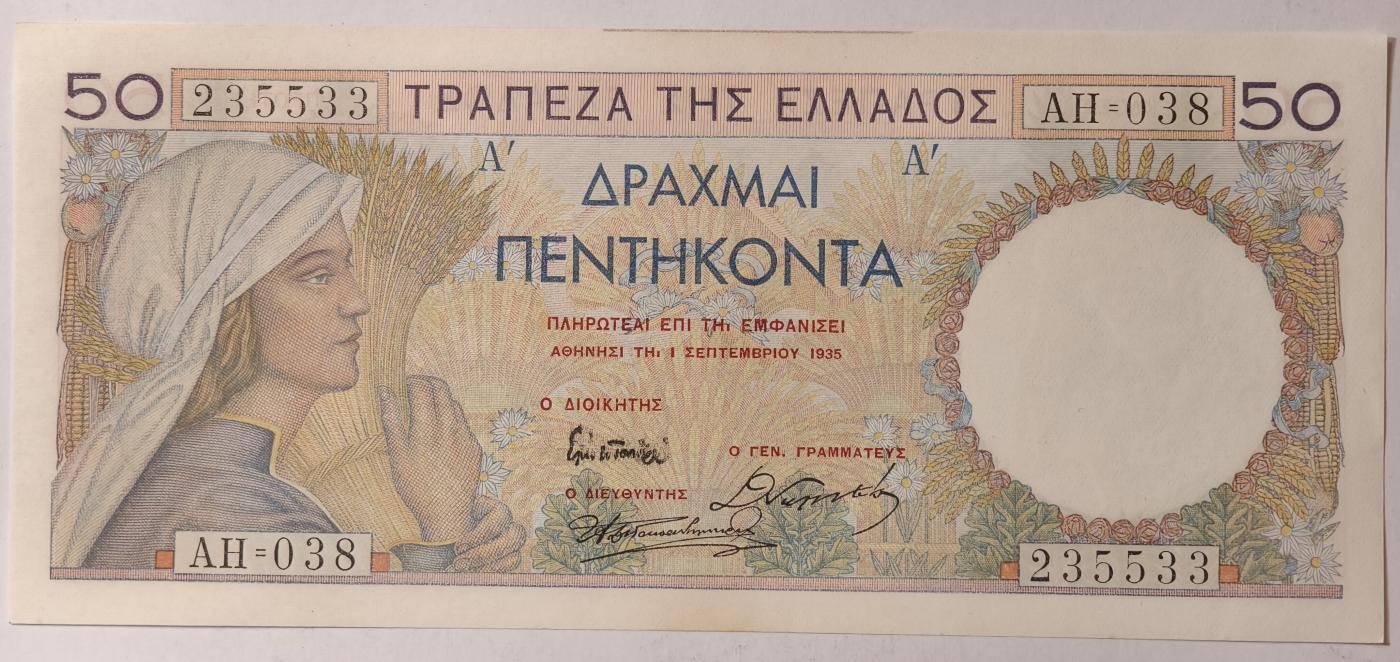 50 235533 ΤΡΑΠΕΖΑ ΤΗΣ ΕΛΛΑΔΟΣ ΑΗ=038 50
Α′ Α′
ΔΡΑΧΜΑΙ
ΠΕΝΤΗΚΟΝΤΑ
ΠΛΗΡΩΤΕΑΙ ΕΠΙ ΤΗι ΕΜΦΑΝΙΣΕΙ
ΑΘΗΝΗΣΙ ΤΗι 1 ΣΕΠΤΕΜΒΡΙΟΥ 1935
Ο ΔΙΟΙΚΗΤΗΣ
Ο ΓΕΝ. ΓΡΑΜΜΑΤΕΥΣ
Ο ΔΙΕΥΘΥΝΤΗΣ
ΑΗ=038 235533